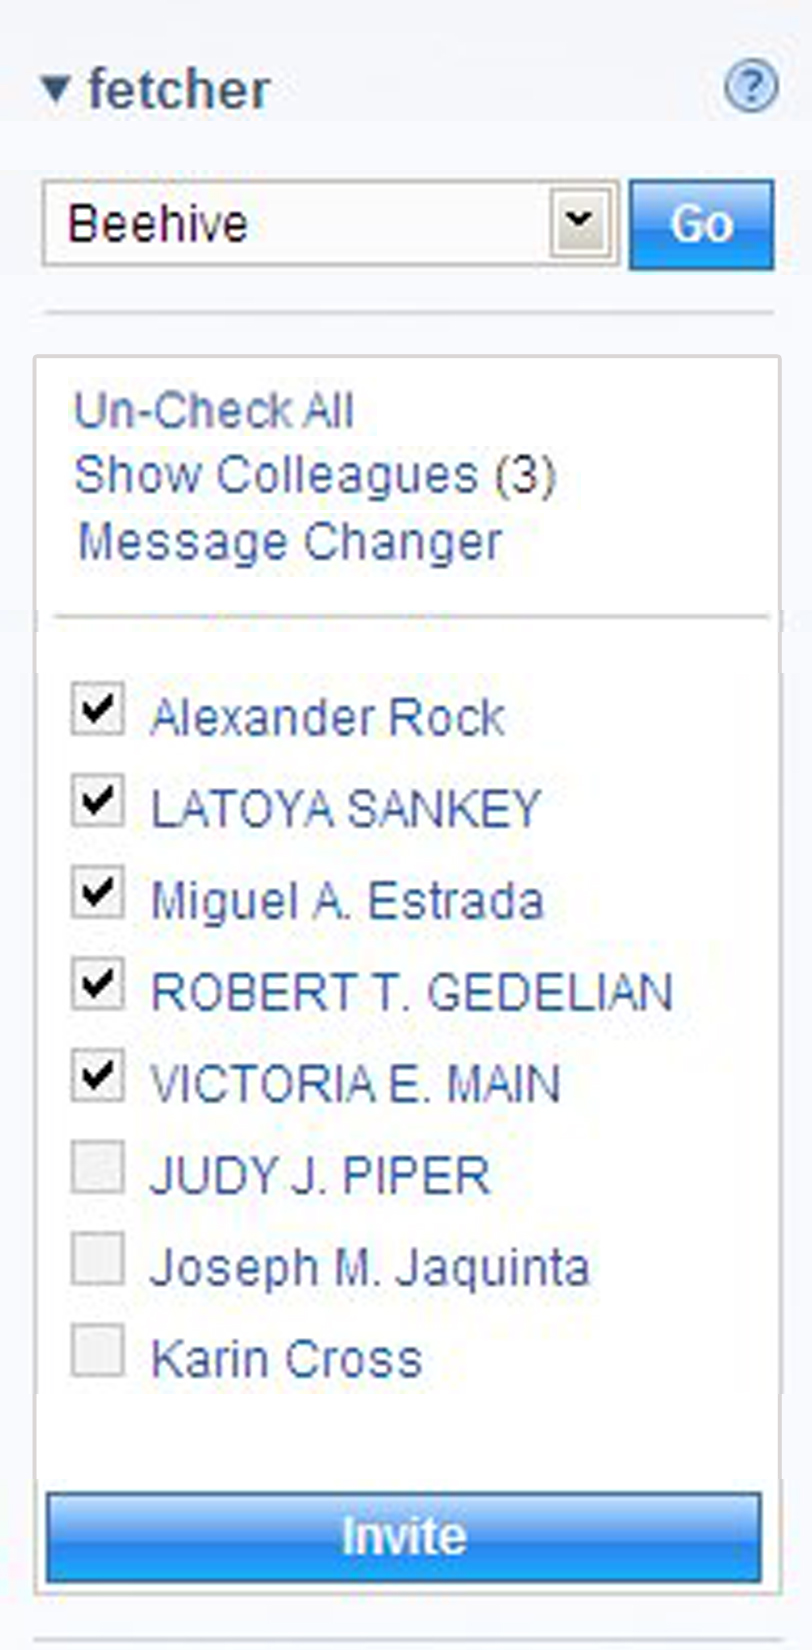 fetcher ?
Beehive Go
Un-Check All
Show Colleagues (3)
Message Changer
Alexander Rock
LATOYA SANKEY
Miguel A. Estrada
ROBERT T. GEDELIAN
VICTORIA E. MAIN
JUDY J. PIPER
Joseph M. Jaquinta
Karin Cross
Invite